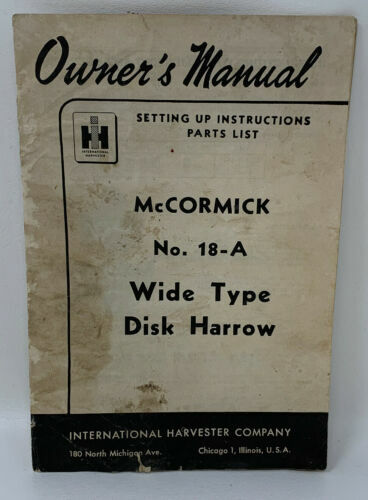 Owner's Manual
SETTING UP INSTRUCTIONS
PARTS LIST
IH
INTERNATIONAL
HARVESTER
McCORMICK
No. 18-A
Wide Type
Disk Harrow
INTERNATIONAL HARVESTER COMPANY
180 North Michigan Ave. Chicago 1, Illinois, U.S.A.